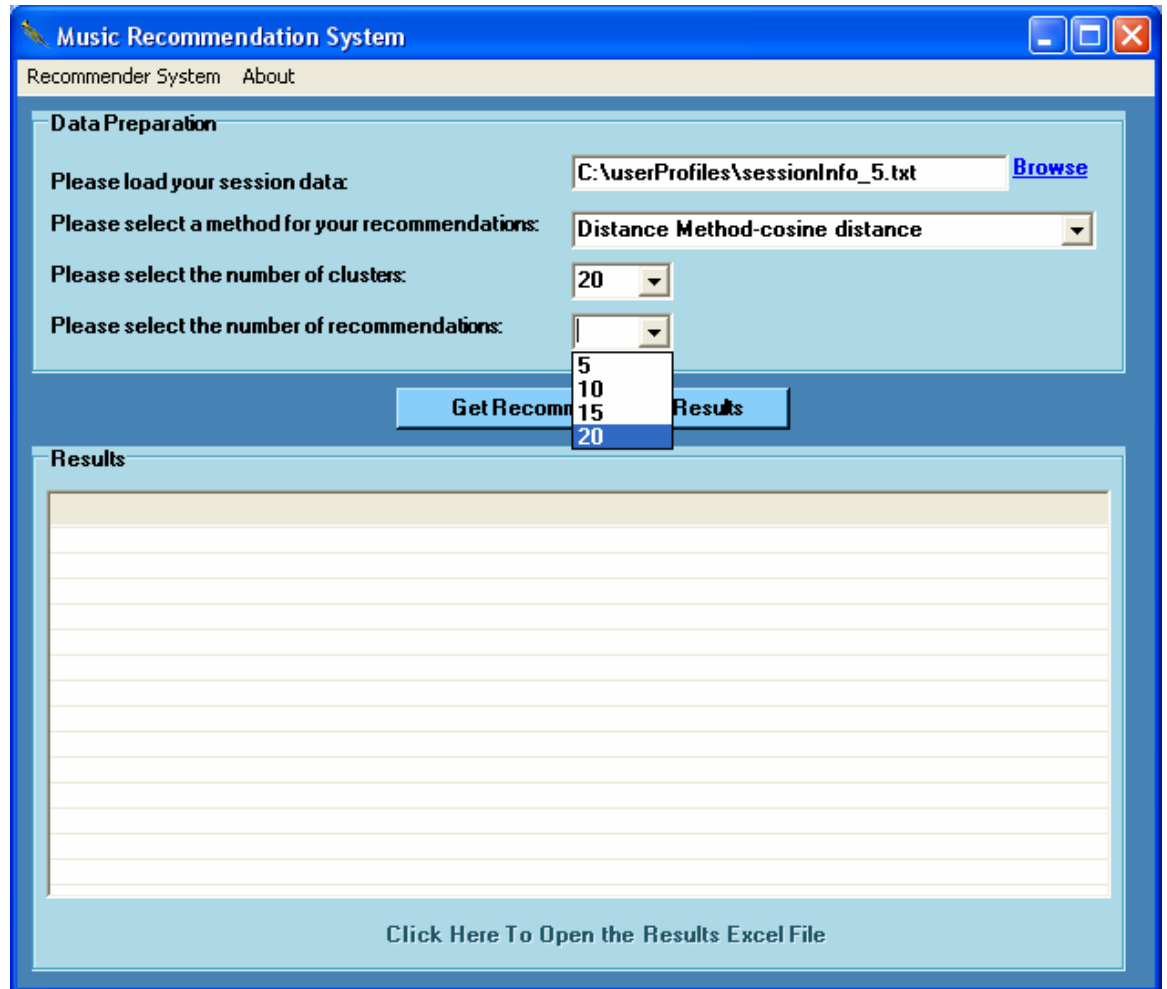 Music Recommendation System
Recommender System About
Data Preparation
Please load your session data: C:\userProfiles\sessionInfo_5.txt Browse
Please select a method for your recommendations: Distance Method-cosine distance
Please select the number of clusters: 20
Please select the number of recommendations:
5
10
Get Recomm 15 Results
20
Results
Click Here To Open the Results Excel File